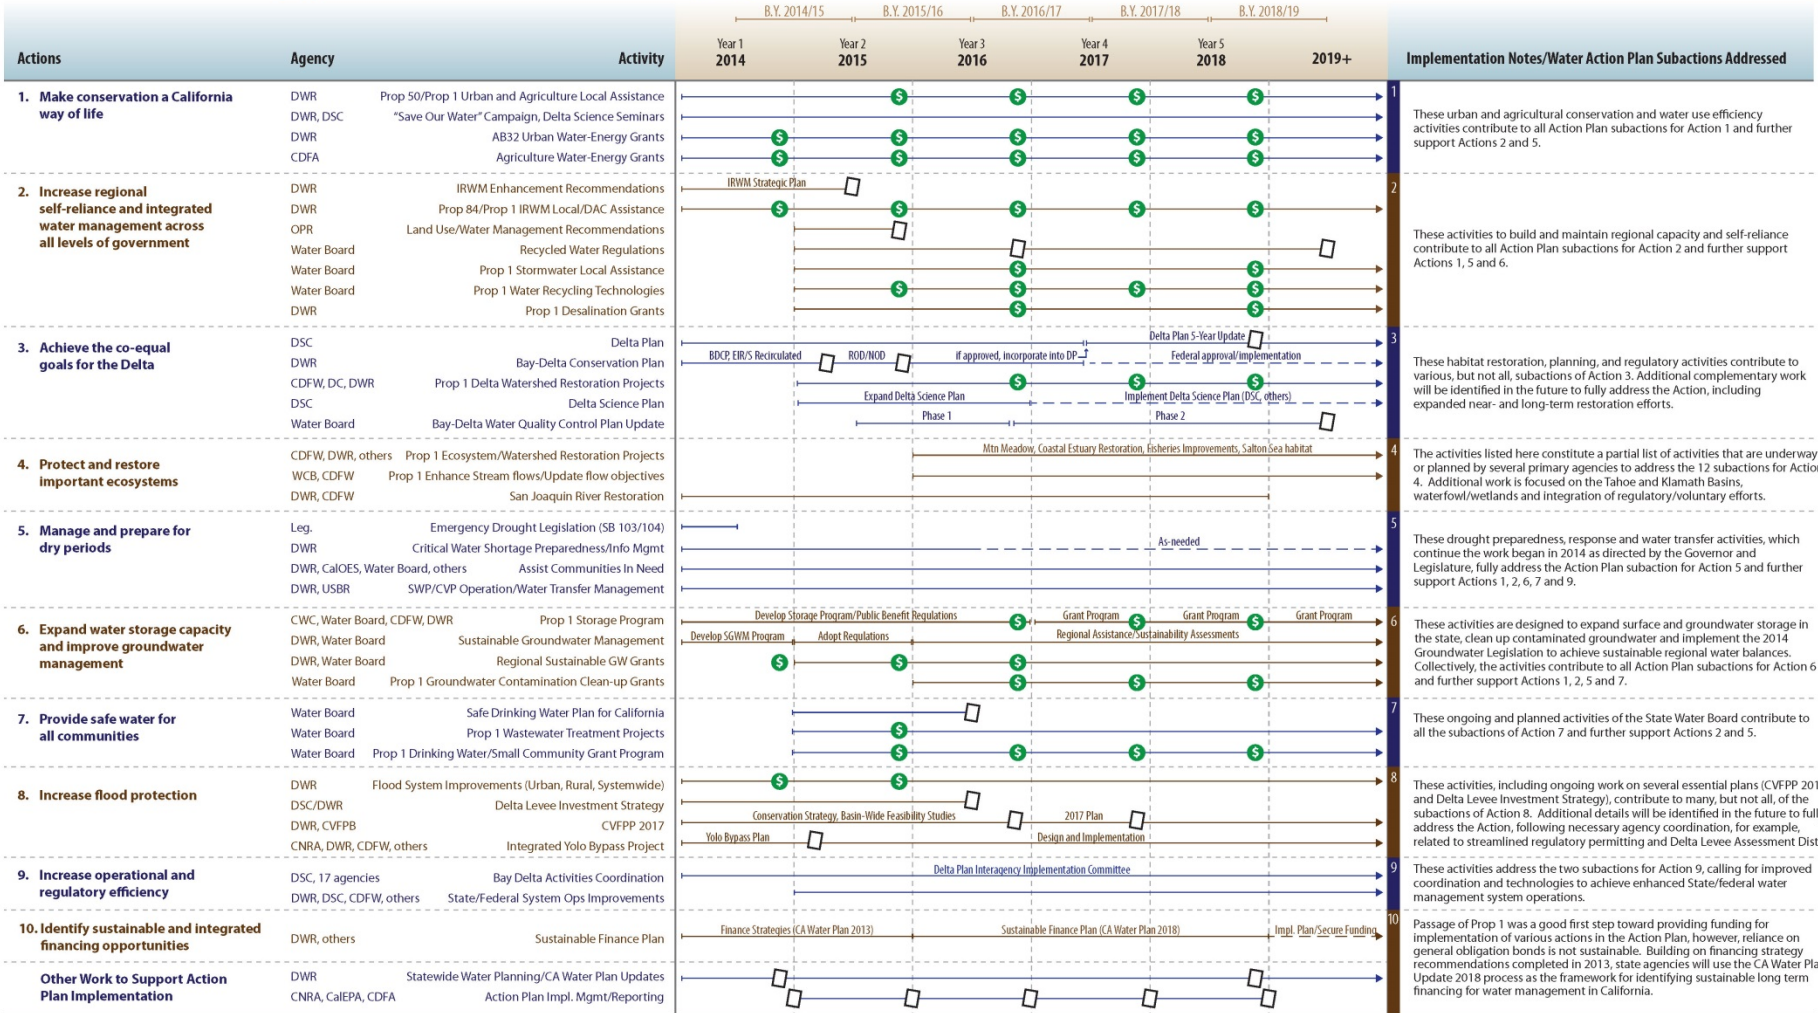 B.Y. 2014/15 B.Y. 2015/16 B.Y. 2016/17 B.Y. 2017/18 B.Y. 2018/19
Year 1 Year 2 Year 3 Year 4 Year 5
Actions Agency Activity 2014 2015 2016 2017 2018 2019+ Implementation Notes/Water Action Plan Subactions Addressed
1. Make conservation a California
way of life
DWR Prop 50/Prop 1 Urban and Agriculture Local Assistance $ $ $ $
DWR, DSC "Save Our Water" Campaign, Delta Science Seminars
DWR AB32 Urban Water-Energy Grants $ $ $ $ $
CDFA Agriculture Water-Energy Grants $ $ $ $ $
1
These urban and agricultural conservation and water use efficiency
activities contribute to all Action Plan subactions for Action 1 and further
support Actions 2 and 5.
2. Increase regional
self-reliance and integrated
water management across
all levels of government
DWR IRWM Enhancement Recommendations IRWM Strategic Plan
DWR Prop 84/Prop 1 IRWM Local/DAC Assistance $ $ $ $ $
OPR Land Use/Water Management Recommendations
Water Board Recycled Water Regulations
Water Board Prop 1 Stormwater Local Assistance $ $
Water Board Prop 1 Water Recycling Technologies $ $ $ $
DWR Prop 1 Desalination Grants $ $
2
These activities to build and maintain regional capacity and self-reliance
contribute to all Action Plan subactions for Action 2 and further support
Actions 1, 5 and 6.
3. Achieve the co-equal
goals for the Delta
DSC Delta Plan Delta Plan 5-Year Update
DWR Bay-Delta Conservation Plan BDCP, EIR/S Recirculated ROD/NOD if approved, incorporate into DP Federal approval/implementation
CDFW, DC, DWR Prop 1 Delta Watershed Restoration Projects $ $ $
DSC Delta Science Plan Expand Delta Science Plan Implement Delta Science Plan (DSC, others)
Water Board Bay-Delta Water Quality Control Plan Update Phase 1 Phase 2
3
These habitat restoration, planning, and regulatory activities contribute to
various, but not all, subactions of Action 3. Additional complementary work
will be identified in the future to fully address the Action, including
expanded near- and long-term restoration efforts.
4. Protect and restore
important ecosystems
CDFW, DWR, others Prop 1 Ecosystem/Watershed Restoration Projects Mtn Meadow, Coastal Estuary Restoration, Fisheries Improvements, Salton Sea habitat
WCB, CDFW Prop 1 Enhance Stream flows/Update flow objectives
DWR, CDFW San Joaquin River Restoration
4
The activities listed here constitute a partial list of activities that are underway
or planned by several primary agencies to address the 12 subactions for Actio
4. Additional work is focused on the Tahoe and Klamath Basins,
waterfowl/wetlands and integration of regulatory/voluntary efforts.
5. Manage and prepare for
dry periods
Leg. Emergency Drought Legislation (SB 103/104)
DWR Critical Water Shortage Preparedness/Info Mgmt As-needed
DWR, CalOES, Water Board, others Assist Communities In Need
DWR, USBR SWP/CVP Operation/Water Transfer Management
5
These drought preparedness, response and water transfer activities, which
continue the work began in 2014 as directed by the Governor and
Legislature, fully address the Action Plan subaction for Action 5 and further
support Actions 1, 2, 6, 7 and 9.
6. Expand water storage capacity
and improve groundwater
management
CWC, Water Board, CDFW, DWR Prop 1 Storage Program Develop Storage Program/Public Benefit Regulations $ Grant Program $ Grant Program $ Grant Program
DWR, Water Board Sustainable Groundwater Management Develop SGWM Program Adopt Regulations Regional Assistance/Sustainability Assessments
DWR, Water Board Regional Sustainable GW Grants $ $ $ $ $
Water Board Prop 1 Groundwater Contamination Clean-up Grants $ $ $
6
These activities are designed to expand surface and groundwater storage in
the state, clean up contaminated groundwater and implement the 2014
Groundwater Legislation to achieve sustainable regional water balances.
Collectively, the activities contribute to all Action Plan subactions for Action 6
and further support Actions 1, 2, 5 and 7.
7. Provide safe water for
all communities
Water Board Safe Drinking Water Plan for California
Water Board Prop 1 Wastewater Treatment Projects $
Water Board Prop 1 Drinking Water/Small Community Grant Program $ $ $ $
7
These ongoing and planned activities of the State Water Board contribute to
all the subactions of Action 7 and further support Actions 2 and 5.
8. Increase flood protection
DWR Flood System Improvements (Urban, Rural, Systemwide) $ $
DSC/DWR Delta Levee Investment Strategy
DWR, CVFPB CVFPP 2017 Conservation Strategy, Basin-Wide Feasibility Studies 2017 Plan
CNRA, DWR, CDFW, others Integrated Yolo Bypass Project Yolo Bypass Plan Design and Implementation
8
These activities, including ongoing work on several essential plans (CVFPP 201
and Delta Levee Investment Strategy), contribute to many, but not all, of the
subactions of Action 8. Additional details will be identified in the future to full
address the Action, following necessary agency coordination, for example,
related to streamlined regulatory permitting and Delta Levee Assessment Dist
9. Increase operational and
regulatory efficiency
DSC, 17 agencies Bay Delta Activities Coordination Delta Plan Interagency Implementation Committee
DWR, DSC, CDFW, others State/Federal System Ops Improvements
9
These activities address the two subactions for Action 9, calling for improved
coordination and technologies to achieve enhanced State/federal water
management system operations.
10. Identify sustainable and integrated
financing opportunities
DWR, others Sustainable Finance Plan Finance Strategies (CA Water Plan 2013) Sustainable Finance Plan (CA Water Plan 2018) Impl. Plan/Secure Funding
10
Passage of Prop 1 was a good first step toward providing funding for
implementation of various actions in the Action Plan, however, reliance on
general obligation bonds is not sustainable. Building on financing strategy
recommendations completed in 2013, state agencies will use the CA Water Pla
Update 2018 process as the framework for identifying sustainable long term
financing for water management in California.
Other Work to Support Action
Plan Implementation
DWR Statewide Water Planning/CA Water Plan Updates
CNRA, CalEPA, CDFA Action Plan Impl. Mgmt/Reporting